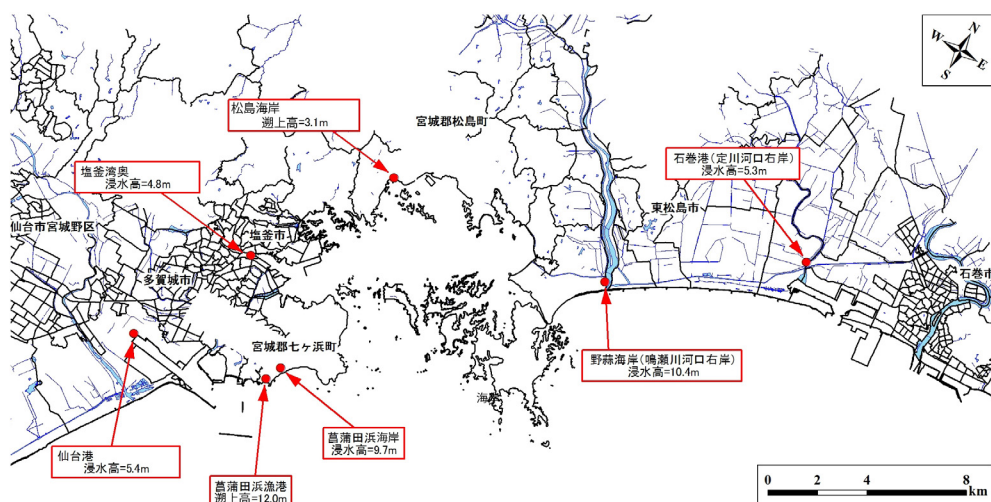 N
W
E
S
松島海岸
遡上高=3.1m
宮城郡松島町
塩釜湾奥
浸水高=4.8m
石巻港(定川河口右岸)
浸水高=5.3m
東松島市
仙台市宮城野区
塩釜市
多賀城市
石巻市
宮城郡七ヶ浜町
野蒜海岸(鳴瀬川河口右岸)
浸水高=10.4m
菖蒲田浜海岸
浸水高=9.7m
仙台港
浸水高=5.4m
菖蒲田浜漁港
遡上高=12.0m
0 2 4 8
km